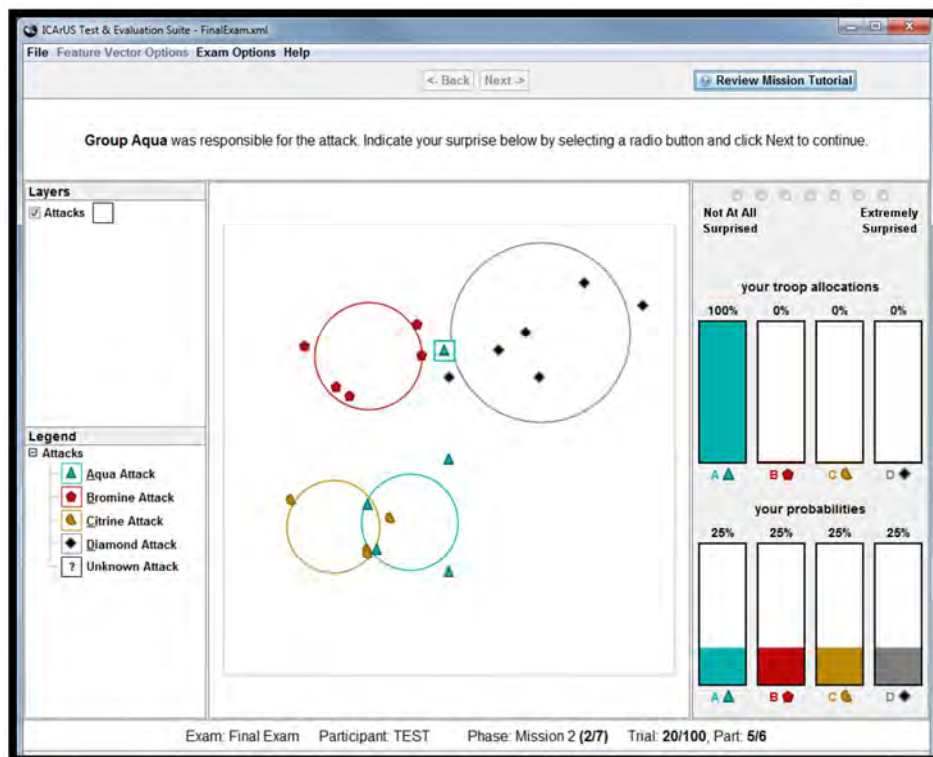 ICArUS Test & Evaluation Suite - FinalExam.xml
File Feature Vector Options Exam Options Help
<- Back Next -> Review Mission Tutorial
Group Aqua was responsible for the attack. Indicate your surprise below by selecting a radio button and click Next to continue.
Layers
Attacks
Not At All Surprised
Extremely Surprised
your troop allocations
100% 0% 0% 0%
A B C D
Legend
Attacks
Aqua Attack
Bromine Attack
Citrine Attack
Diamond Attack
? Unknown Attack
your probabilities
25% 25% 25% 25%
A B C D
Exam: Final Exam Participant: TEST Phase: Mission 2 (2/7) Trial: 20/100, Part: 5/6